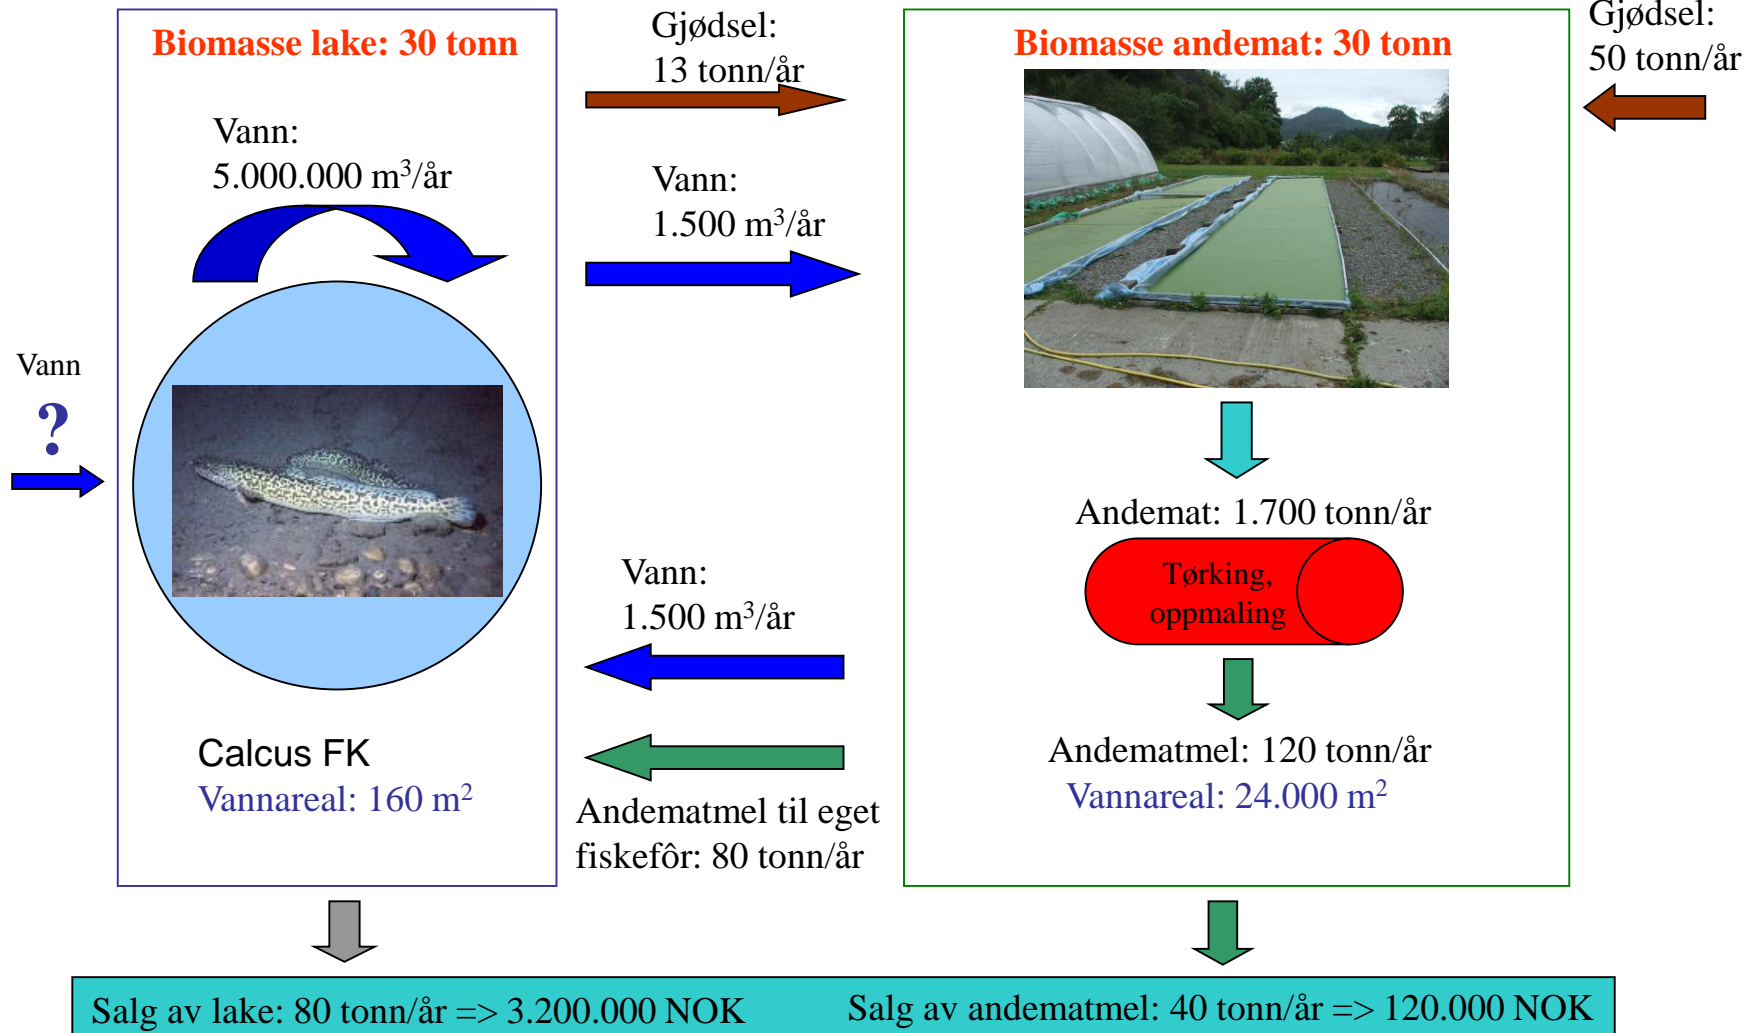 Biomasse lake: 30 tonn
Vann:
5.000.000 m³/år
Vann
?
Calcus FK
Vannareal: 160 m²
Gjødsel:
13 tonn/år
Vann:
1.500 m³/år
Vann:
1.500 m³/år
Andematmel til eget
fiskefôr: 80 tonn/år
Biomasse andemat: 30 tonn
Gjødsel:
50 tonn/år
Andemat: 1.700 tonn/år
Tørking,
oppmaling
Andematmel: 120 tonn/år
Vannareal: 24.000 m²
Salg av lake: 80 tonn/år => 3.200.000 NOK
Salg av andematmel: 40 tonn/år => 120.000 NOK